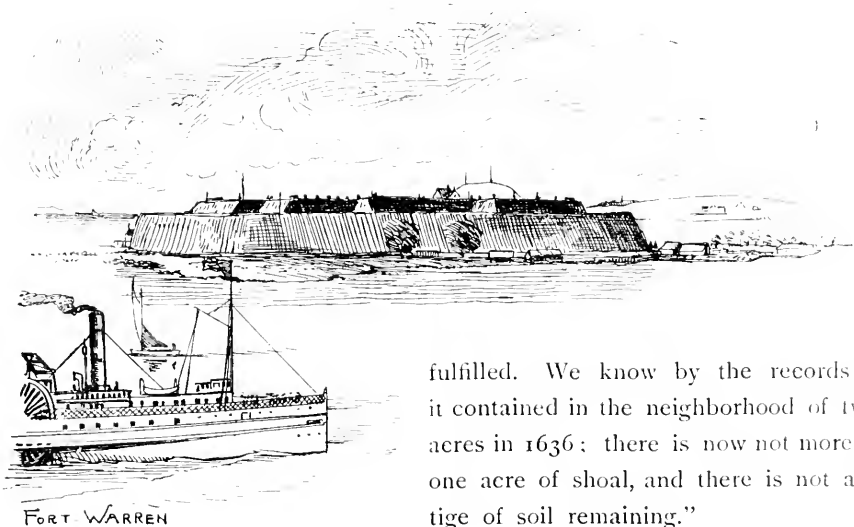 fulfilled. We know by the records
it contained in the neighborhood of
acres in 1636; there is now not more
one acre of shoal, and there is not a
tige of soil remaining."
FORT WARREN